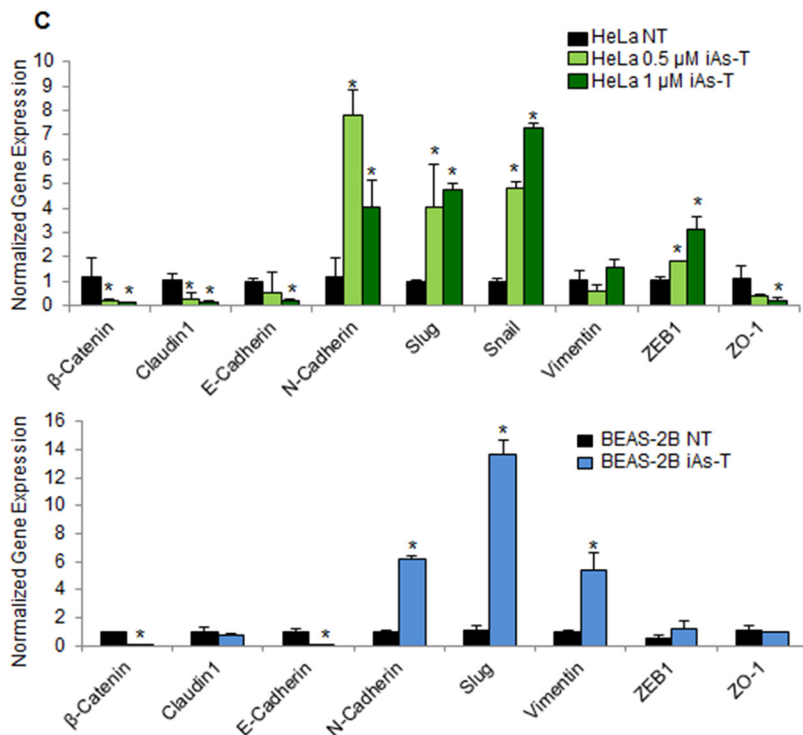 C
HeLa NT
HeLa 0.5 µM iAs-T
HeLa 1 µM iAs-T
Normalized Gene Expression
10
9
8
7
6
5
4
3
2
1
0
* * * * * * * * * * * * * *
β-Catenin Claudin1 E-Cadherin N-Cadherin Slug Snail Vimentin ZEB1 ZO-1
BEAS-2B NT
BEAS-2B iAs-T
Normalized Gene Expression
16
14
12
10
8
6
4
2
0
* * * * *
β-Catenin Claudin1 E-Cadherin N-Cadherin Slug Vimentin ZEB1 ZO-1